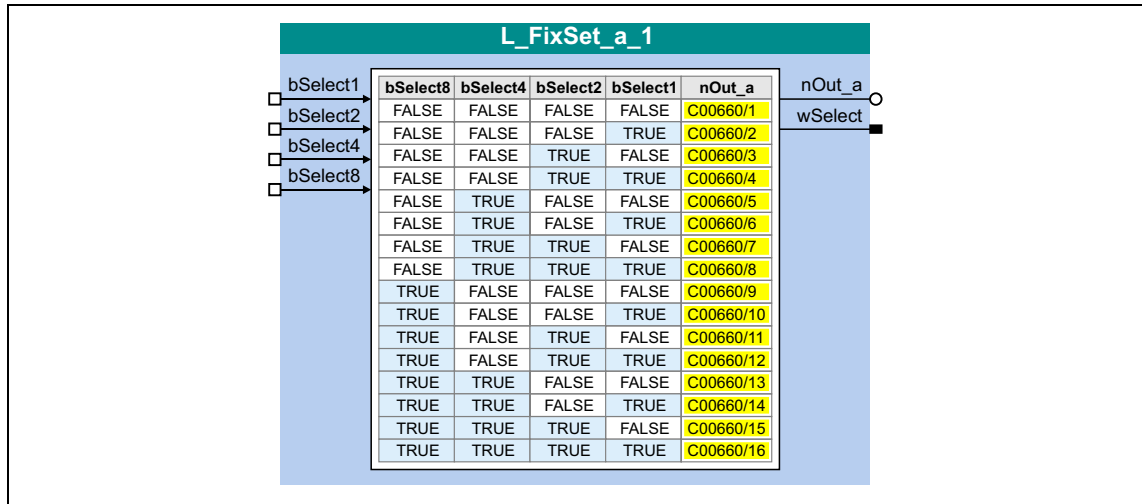 L_FixSet_a_1
bSelect1
bSelect2
bSelect4
bSelect8
bSelect8 bSelect4 bSelect2 bSelect1 nOut_a
FALSE FALSE FALSE FALSE C00660/1
FALSE FALSE FALSE TRUE C00660/2
FALSE FALSE TRUE FALSE C00660/3
FALSE FALSE TRUE TRUE C00660/4
FALSE TRUE FALSE FALSE C00660/5
FALSE TRUE FALSE TRUE C00660/6
FALSE TRUE TRUE FALSE C00660/7
FALSE TRUE TRUE TRUE C00660/8
TRUE FALSE FALSE FALSE C00660/9
TRUE FALSE FALSE TRUE C00660/10
TRUE FALSE TRUE FALSE C00660/11
TRUE FALSE TRUE TRUE C00660/12
TRUE TRUE FALSE FALSE C00660/13
TRUE TRUE FALSE TRUE C00660/14
TRUE TRUE TRUE FALSE C00660/15
TRUE TRUE TRUE TRUE C00660/16
nOut_a
wSelect